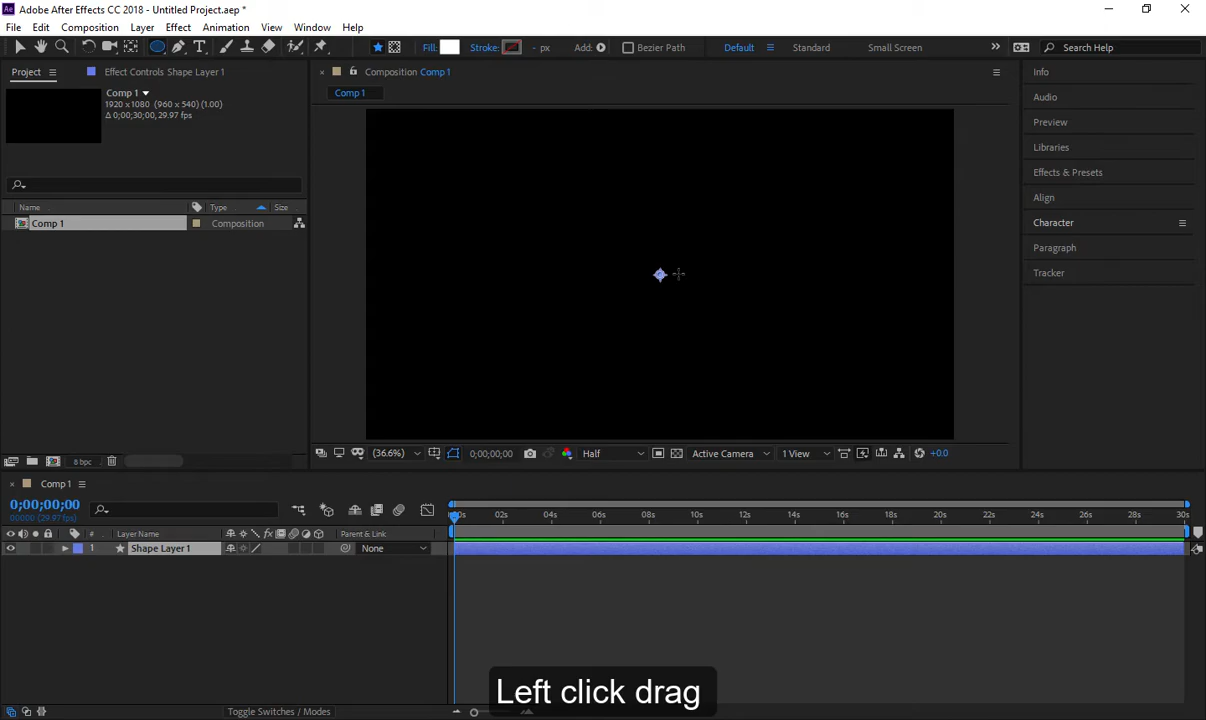 Adobe After Effects CC 2018 - Untitled Project.aep *
File Edit Composition Layer Effect Animation View Window Help
Fill: Stroke: - px Add: Bezier Path Default Standard Small Screen Search Help
Project Effect Controls Shape Layer 1
Composition Comp 1
Comp 1
Comp 1
1920 x 1080 (960 x 540) (1.00)
Δ 0;00;30;00, 29.97 fps
Name Type Size
Comp 1 Composition
8 bpc
(36.6%) 0;00;00;00 Half Active Camera 1 View +0.0
Info
Audio
Preview
Libraries
Effects & Presets
Align
Character
Paragraph
Tracker
Comp 1
0;00;00;00
00000 (29.97 fps)
02s 04s 06s 08s 10s 12s 14s 16s 18s 20s 22s 24s 26s 28s 30s
# Layer Name Parent & Link
1 Shape Layer 1 None
Left click drag
Toggle Switches / Modes